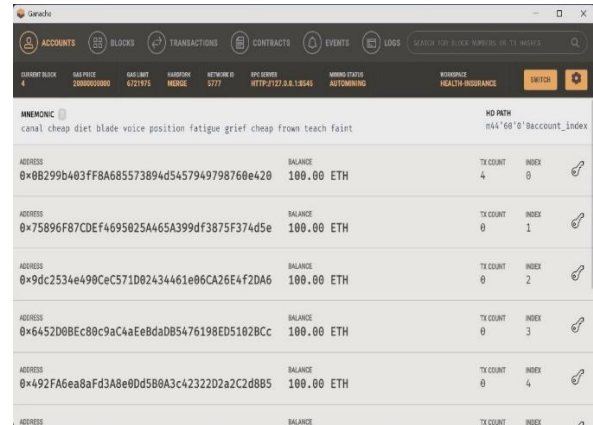 Ganache
ACCOUNTS BLOCKS TRANSACTIONS CONTRACTS EVENTS LOGS SEARCH FOR BLOCK NUMBERS OR TX HASHES
CURRENT BLOCK GAS PRICE GAS LIMIT HARDFORK NETWORK ID RPC SERVER MINING STATUS WORKSPACE
4 20000000000 6721975 MERGE 5777 HTTP://127.0.0.1:8545 AUTOMINING HEALTH-INSURANCE SWITCH
MNEMONIC ? HD PATH
canal cheap diet blade voice position fatigue grief cheap frown teach faint m44'60'0'0account_index
ADDRESS BALANCE TX COUNT INDEX
0×0B299b403fF8A685573894d5457949798760e420 100.00 ETH 4 0
ADDRESS BALANCE TX COUNT INDEX
0×75896F87CDEf4695025A465A399df3875F374d5e 100.00 ETH 0 1
ADDRESS BALANCE TX COUNT INDEX
0×9dc2534e490CeC571D02434461e06CA26E4f2DA6 100.00 ETH 0 2
ADDRESS BALANCE TX COUNT INDEX
0×6452D0BEc80c9aC4aEeBdaDB5476198ED5102BCc 100.00 ETH 0 3
ADDRESS BALANCE TX COUNT INDEX
0×492FA6ea8aFd3A8e0Dd5B0A3c42322D2a2C2d8B5 100.00 ETH 0 4
ADDRESS BALANCE TX COUNT INDEX